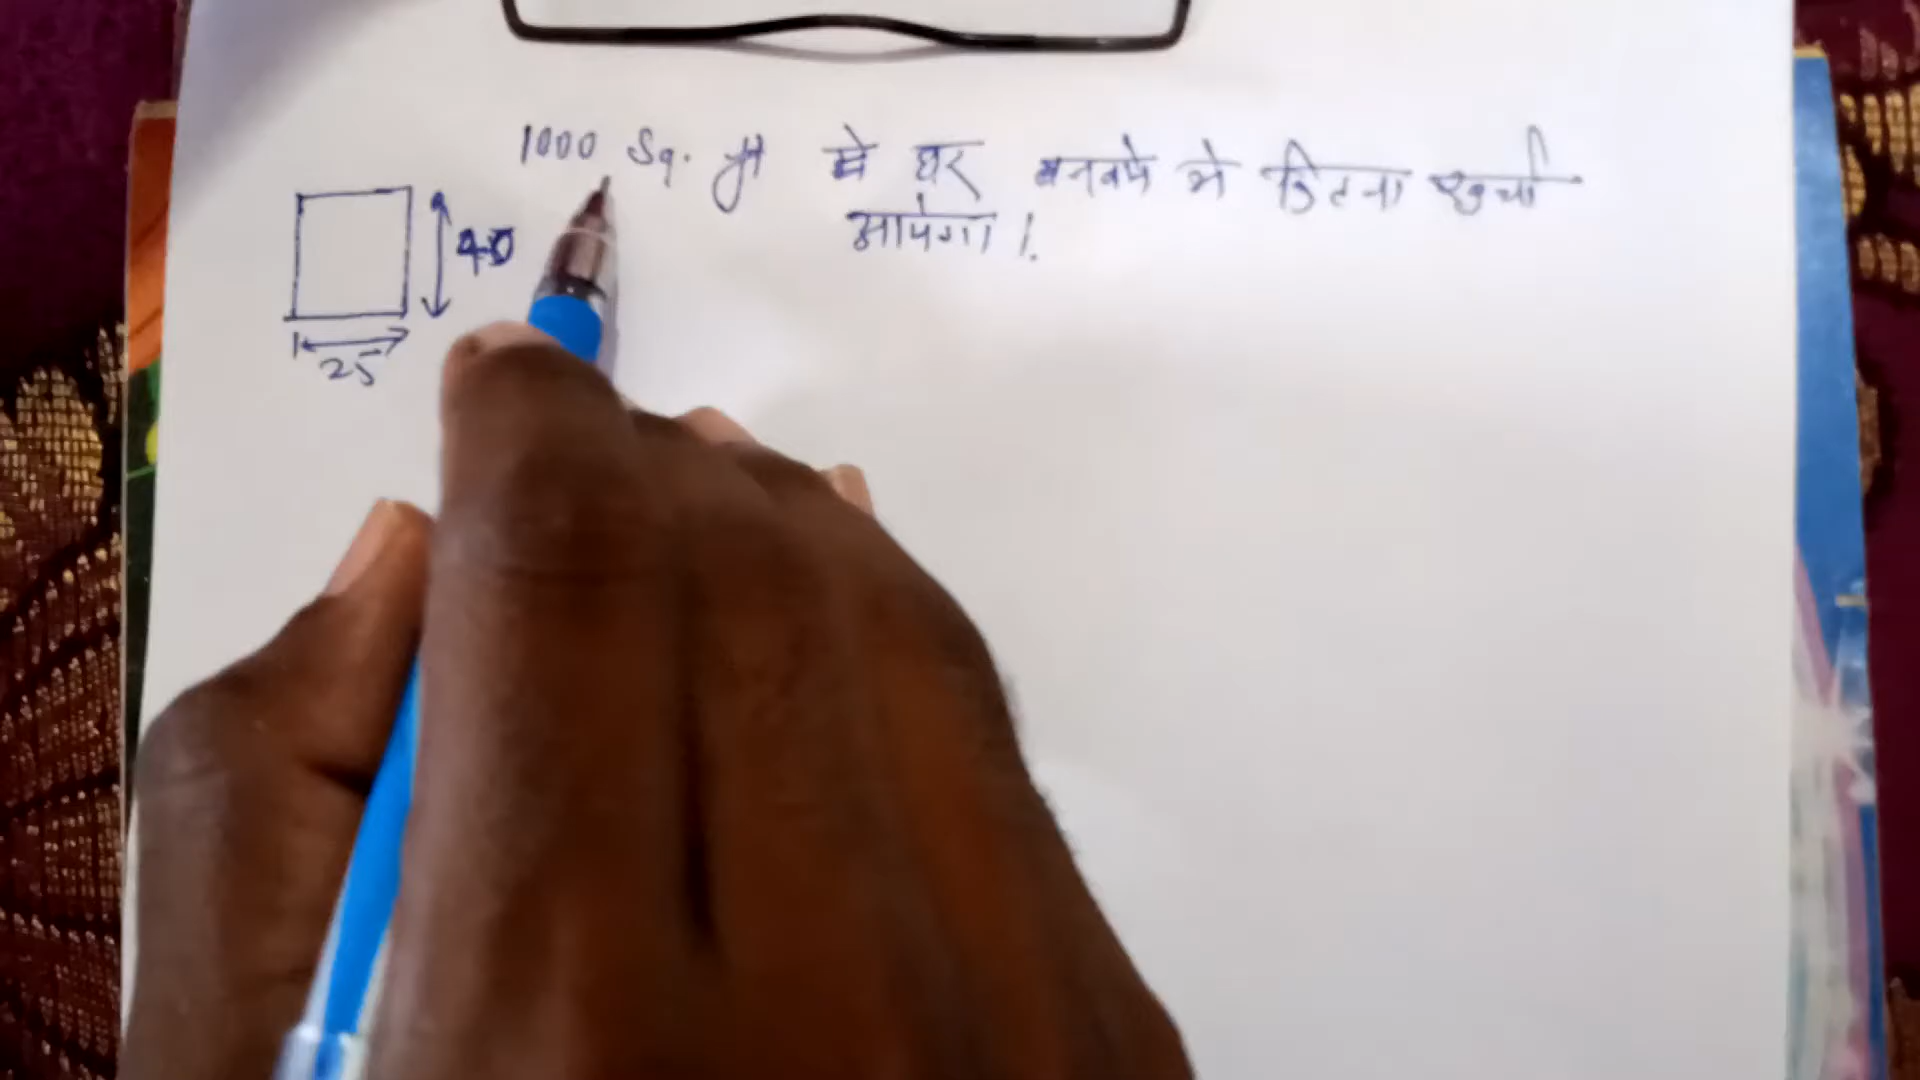 1000 Sq. ft मे घर बनवाने मे कितना खर्चा
आयेगा ।.
40
25